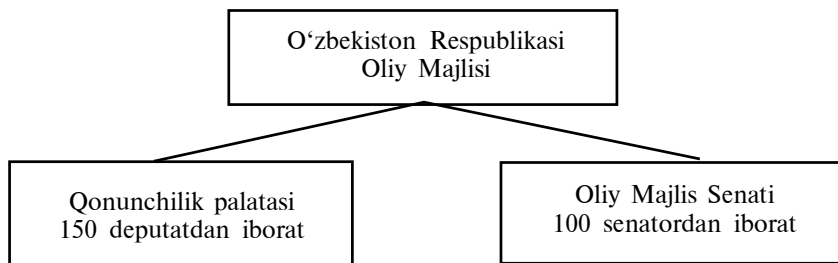 O‘zbekiston Respublikasi
Oliy Majlisi
Qonunchilik palatasi
150 deputatdan iborat
Oliy Majlis Senati
100 senatordan iborat